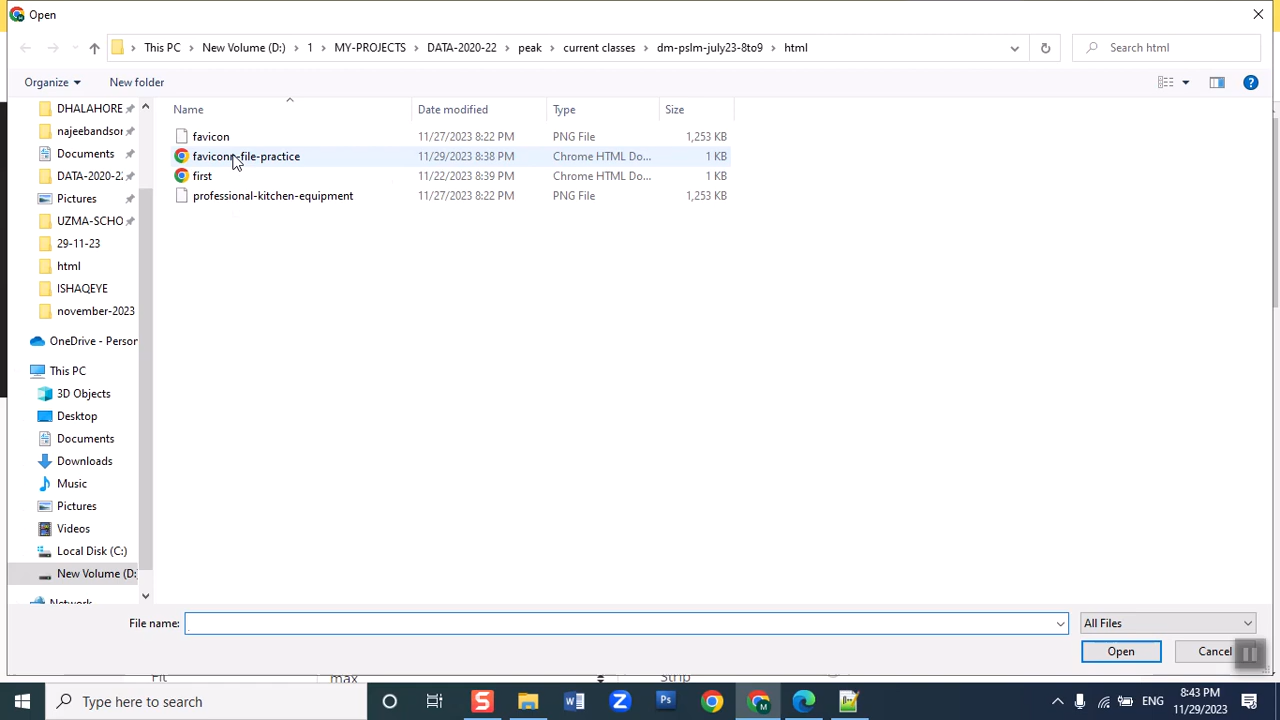 Open
This PC > New Volume (D:) > 1 > MY-PROJECTS > DATA-2020-22 > peak > current classes > dm-pslm-july23-8to9 > html
Search html
Organize
New folder
Name
Date modified
Type
Size
favicon 11/27/2023 8:22 PM PNG File 1,253 KB
favicon-file-practice 11/29/2023 8:38 PM Chrome HTML Do... 1 KB
first 11/22/2023 8:39 PM Chrome HTML Do... 1 KB
professional-kitchen-equipment 11/27/2023 8:22 PM PNG File 1,253 KB
DHALAHORE
najeebandsor
Documents
DATA-2020-22
Pictures
UZMA-SCHO
29-11-23
html
ISHAQEYE
november-2023
OneDrive - Person
This PC
3D Objects
Desktop
Documents
Downloads
Music
Pictures
Videos
Local Disk (C:)
New Volume (D:
Network
File name:
All Files
Open
Cancel
max
Type here to search
ENG
8:43 PM
11/29/2023